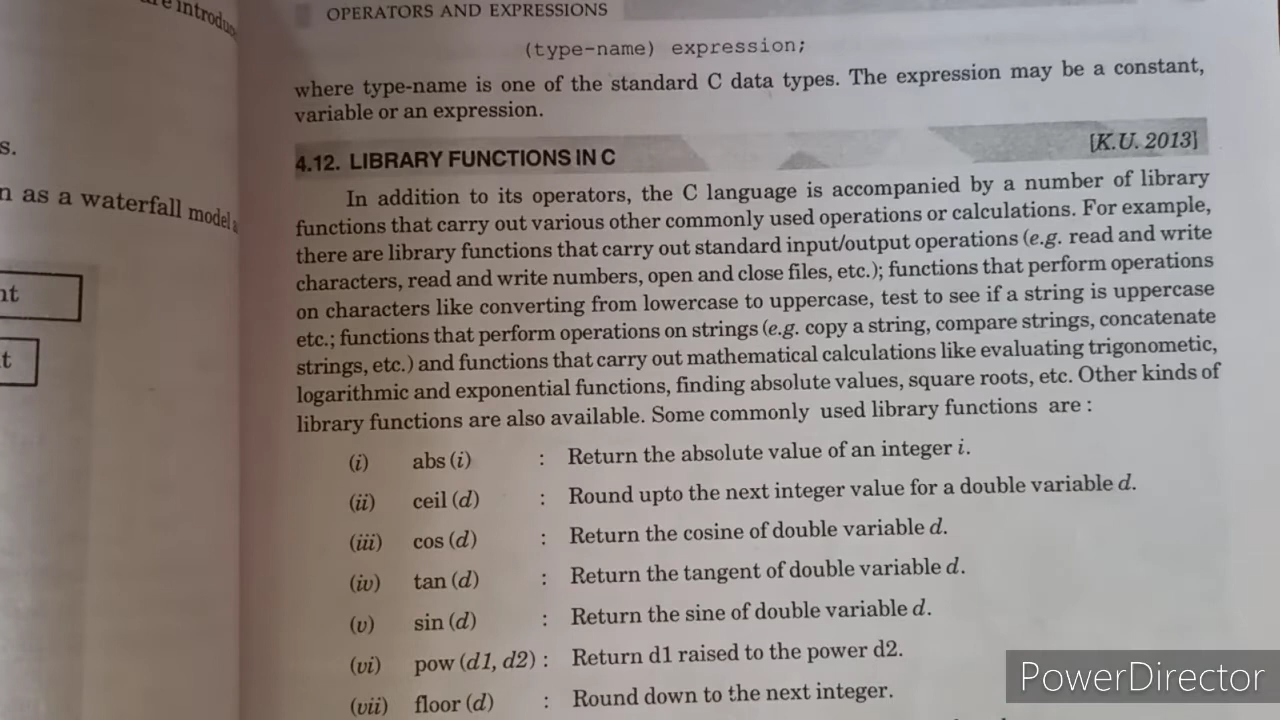 introduc
s.
n as a waterfall model
nt
t
OPERATORS AND EXPRESSIONS
(type-name) expression;
where type-name is one of the standard C data types. The expression may be a constant,
variable or an expression.
4.12. LIBRARY FUNCTIONS IN C [K.U. 2013]
In addition to its operators, the C language is accompanied by a number of library
functions that carry out various other commonly used operations or calculations. For example,
there are library functions that carry out standard input/output operations (e.g. read and write
characters, read and write numbers, open and close files, etc.); functions that perform operations
on characters like converting from lowercase to uppercase, test to see if a string is uppercase
etc.; functions that perform operations on strings (e.g. copy a string, compare strings, concatenate
strings, etc.) and functions that carry out mathematical calculations like evaluating trigonometic,
logarithmic and exponential functions, finding absolute values, square roots, etc. Other kinds of
library functions are also available. Some commonly used library functions are :
(i) abs (i) : Return the absolute value of an integer i.
(ii) ceil (d) : Round upto the next integer value for a double variable d.
(iii) cos (d) : Return the cosine of double variable d.
(iv) tan (d) : Return the tangent of double variable d.
(v) sin (d) : Return the sine of double variable d.
(vi) pow (d1, d2) : Return d1 raised to the power d2.
(vii) floor (d) : Round down to the next integer.
PowerDirector